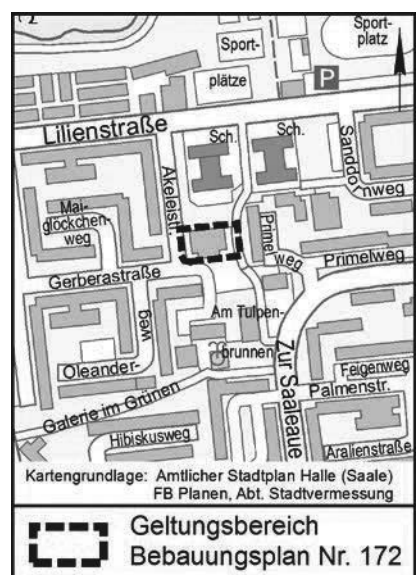 Sport-
platz
Sport-
plätze
P
Lilienstraße
Sch.
Sch.
Sanddornweg
Akeleistr.
Mai-
glöckchen-
weg
Primel-
weg
Primelweg
Gerberastraße
Am Tulpen-
brunnen
Oleander-
weg
Zur Saaleaue
Feigenweg
Palmenstr.
Galerie im Grünen
Hibiskusweg
Aralienstraße
Kartengrundlage: Amtlicher Stadtplan Halle (Saale)
FB Planen, Abt. Stadtvermessung
Geltungsbereich
Bebauungsplan Nr. 172